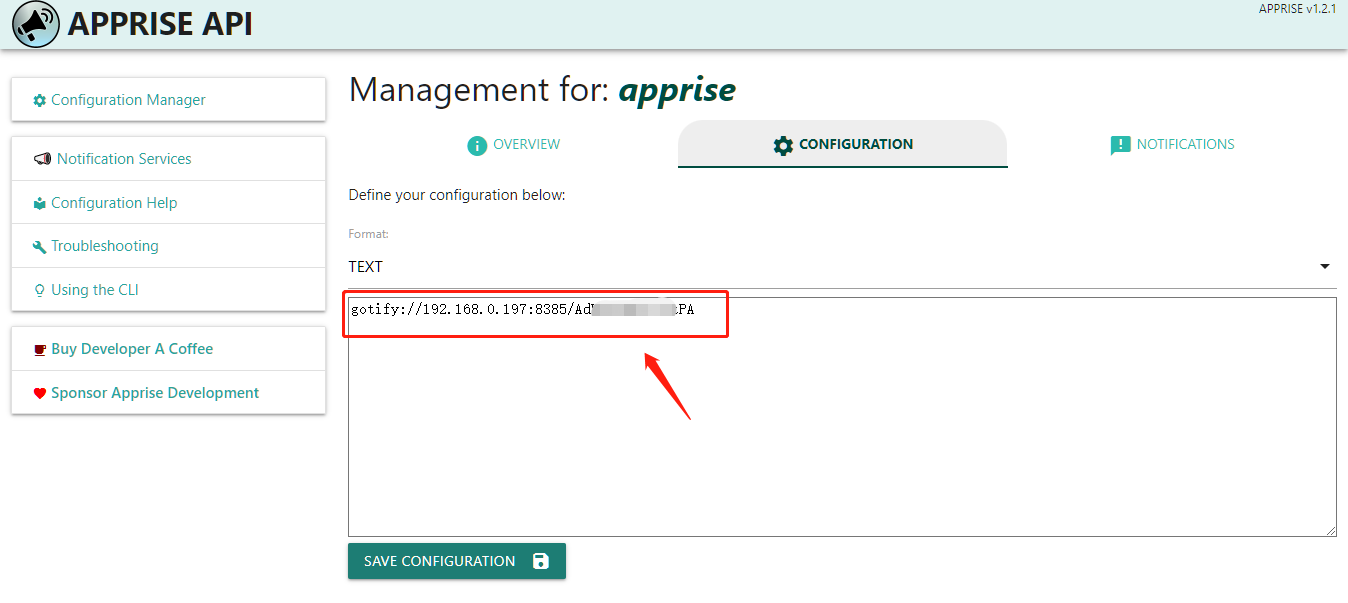 APPRISE API
APPRISE v1.2.1
Configuration Manager
Notification Services
Configuration Help
Troubleshooting
Using the CLI
Buy Developer A Coffee
Sponsor Apprise Development
Management for: apprise
OVERVIEW
CONFIGURATION
NOTIFICATIONS
Define your configuration below:
Format:
TEXT
gotify://192.168.0.197:8385/Ad PA
SAVE CONFIGURATION